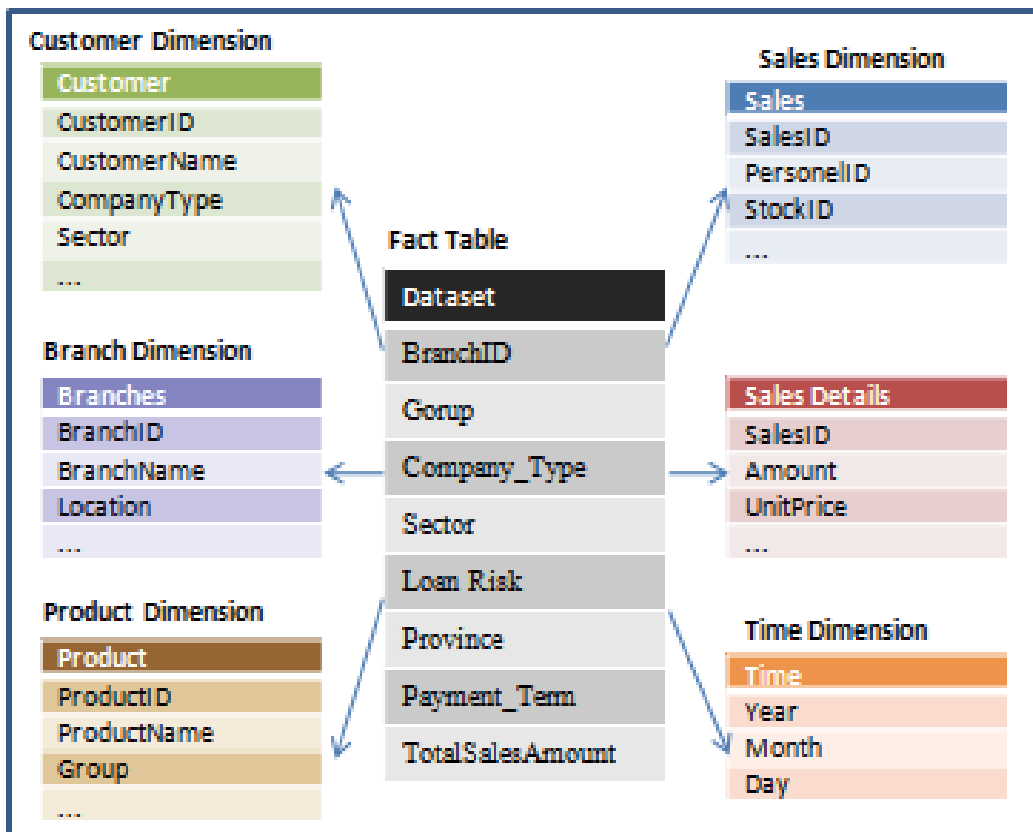 Customer Dimension
Customer
CustomerID
CustomerName
CompanyType
Sector
...
Branch Dimension
Branches
BranchID
BranchName
Location
...
Product Dimension
Product
ProductID
ProductName
Group
...
Fact Table
Dataset
BranchID
Gorup
Company_Type
Sector
Loan Risk
Province
Payment_Term
TotalSalesAmount
Sales Dimension
Sales
SalesID
PersonelID
StockID
...
Sales Details
SalesID
Amount
UnitPrice
...
Time Dimension
Time
Year
Month
Day